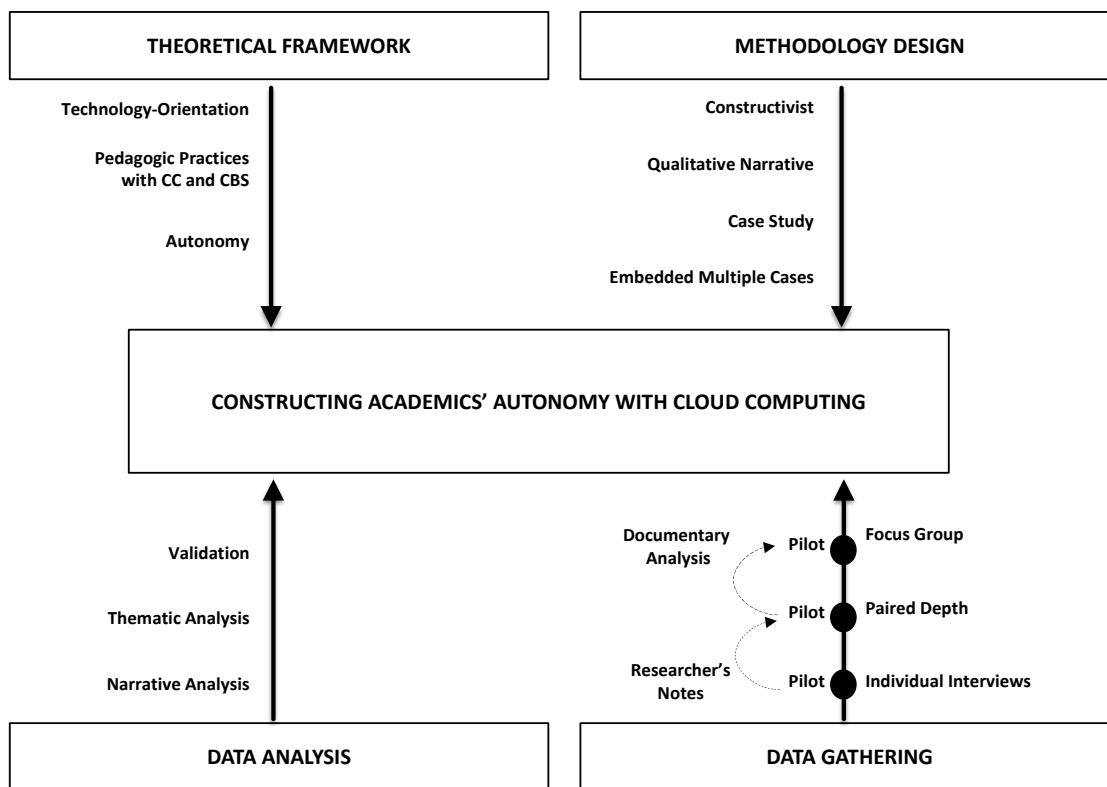 THEORETICAL FRAMEWORK
METHODOLOGY DESIGN
Technology-Orientation
Pedagogic Practices
with CC and CBS
Autonomy
Constructivist
Qualitative Narrative
Case Study
Embedded Multiple Cases
CONSTRUCTING ACADEMICS’ AUTONOMY WITH CLOUD COMPUTING
Validation
Thematic Analysis
Narrative Analysis
Documentary
Analysis
Pilot
Focus Group
Pilot
Paired Depth
Researcher’s
Notes
Pilot
Individual Interviews
DATA ANALYSIS
DATA GATHERING